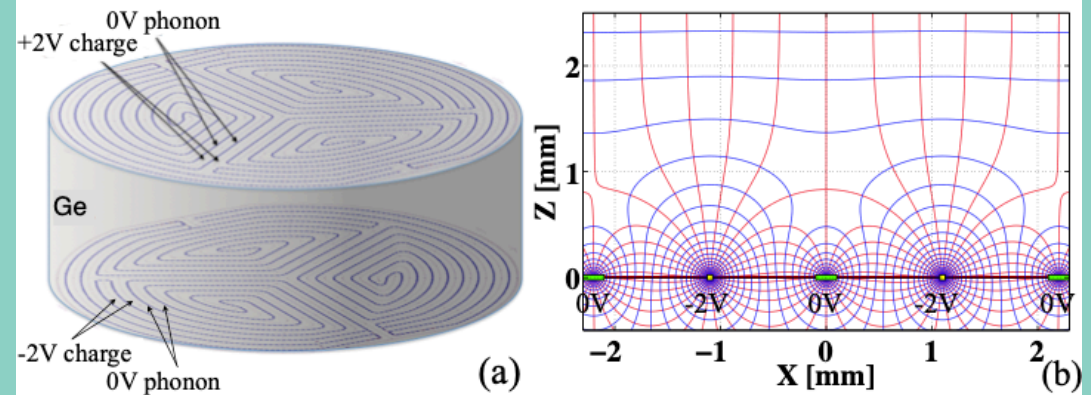 0V phonon
+2V charge
Ge
-2V charge
0V phonon
(a)
Z [mm]
2
1
0
0V
-2V
0V
-2V
0V
−2
−1
0
1
2
X [mm]
(b)